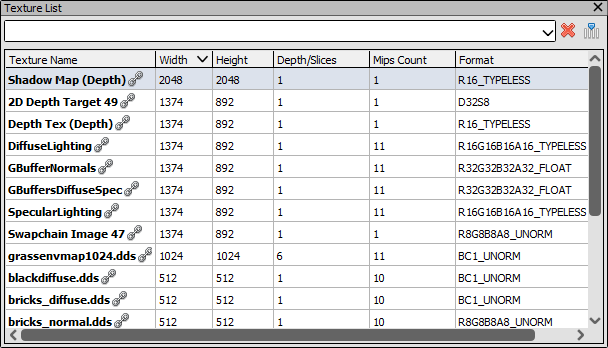 Texture List
Texture Name Width Height Depth/Slices Mips Count Format
Shadow Map (Depth) 2048 2048 1 1 R16_TYPELESS
2D Depth Target 49 1374 892 1 1 D32S8
Depth Tex (Depth) 1374 892 1 1 R16_TYPELESS
DiffuseLighting 1374 892 1 11 R16G16B16A16_TYPELESS
GBufferNormals 1374 892 1 11 R32G32B32A32_FLOAT
GBuffersDiffuseSpec 1374 892 1 11 R32G32B32A32_FLOAT
SpecularLighting 1374 892 1 11 R16G16B16A16_TYPELESS
Swapchain Image 47 1374 892 1 1 R8G8B8A8_UNORM
grassenvmap1024.dds 1024 1024 6 11 BC1_UNORM
blackdiffuse.dds 512 512 1 10 BC1_UNORM
bricks_diffuse.dds 512 512 1 10 BC1_UNORM
bricks_normal.dds 512 512 1 10 R8G8B8A8_UNORM